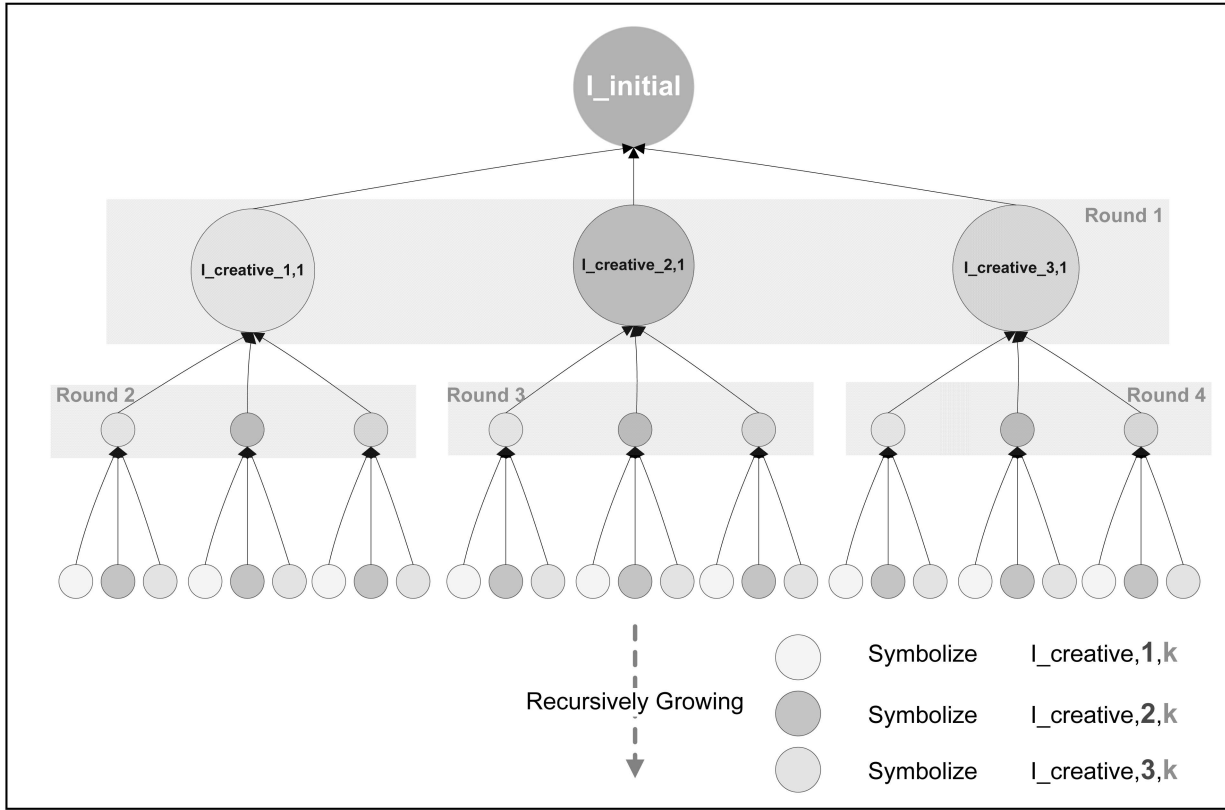 I_initial
Round 1
I_creative_1,1
I_creative_2,1
I_creative_3,1
Round 2
Round 3
Round 4
Symbolize I_creative,1,k
Recursively Growing
Symbolize I_creative,2,k
Symbolize I_creative,3,k